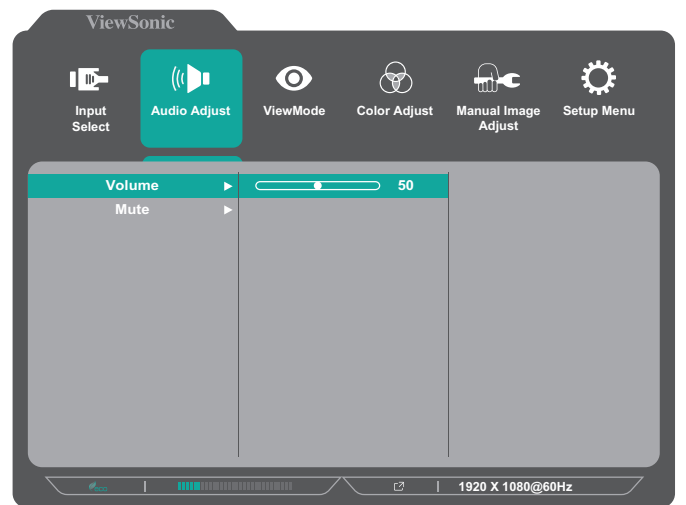 ViewSonic
Input
Select
Audio Adjust
ViewMode
Color Adjust
Manual Image
Adjust
Setup Menu
Volume
50
Mute
eco
1920 X 1080@60Hz